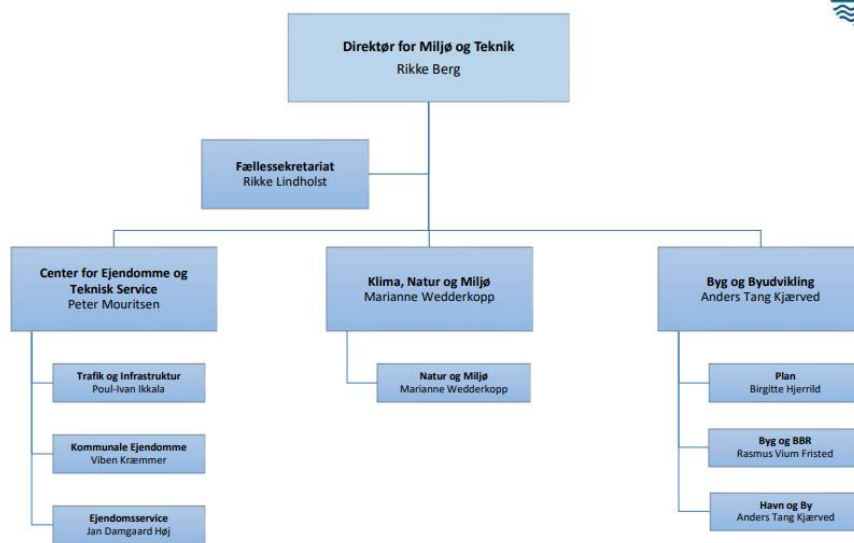 Direktør for Miljø og Teknik
Rikke Berg
Fællessekretariat
Rikke Lindholst
Center for Ejendomme og
Teknisk Service
Peter Mouritsen
Klima, Natur og Miljø
Marianne Wedderkopp
Byg og Byudvikling
Anders Tang Kjærved
Trafik og Infrastruktur
Poul-Ivan Ikkala
Kommunale Ejendomme
Viben Kræmmer
Ejendomsservice
Jan Damgaard Høj
Natur og Miljø
Marianne Wedderkopp
Plan
Birgitte Hjerrild
Byg og BBR
Rasmus Vium Fristed
Havn og By
Anders Tang Kjærved